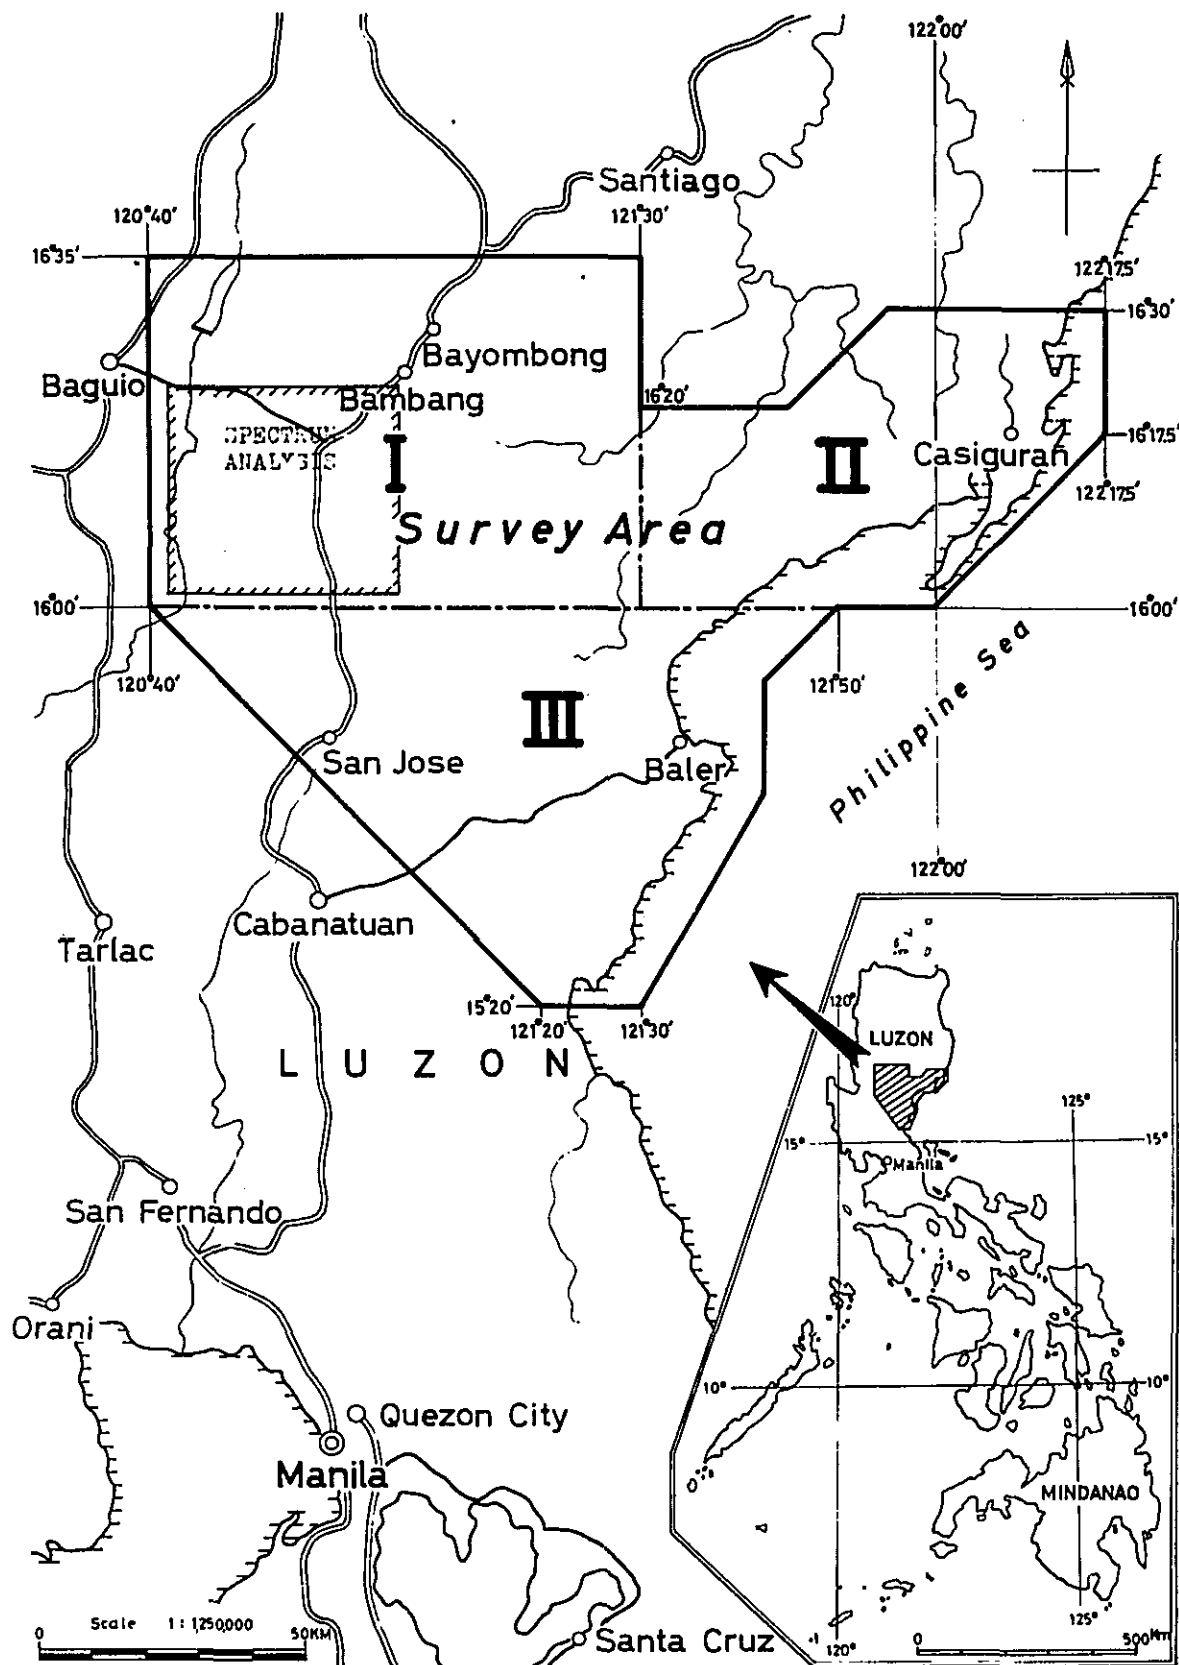 122°00'
Santiago
120°40'
121°30'
16°35'
122°17.5'
16°30'
Bayombong
Baguio
Bambang
16°20'
SPECTRUM
ANALYSIS
I
II
Casiguran
16°17.5'
122°17.5'
Survey Area
16°00'
16°00'
120°40'
121°50'
Philippine Sea
III
San Jose
Baler
122°00'
Cabanatuan
Tarlac
15°20'
121°20'
121°30'
LUZON
120°
LUZON
125°
15°
15°
Manila
San Fernando
Orani
10°
10°
Quezon City
Manila
MINDANAO
125°
Scale 1:1,250,000
0
50KM
Santa Cruz
120°
0
500Km